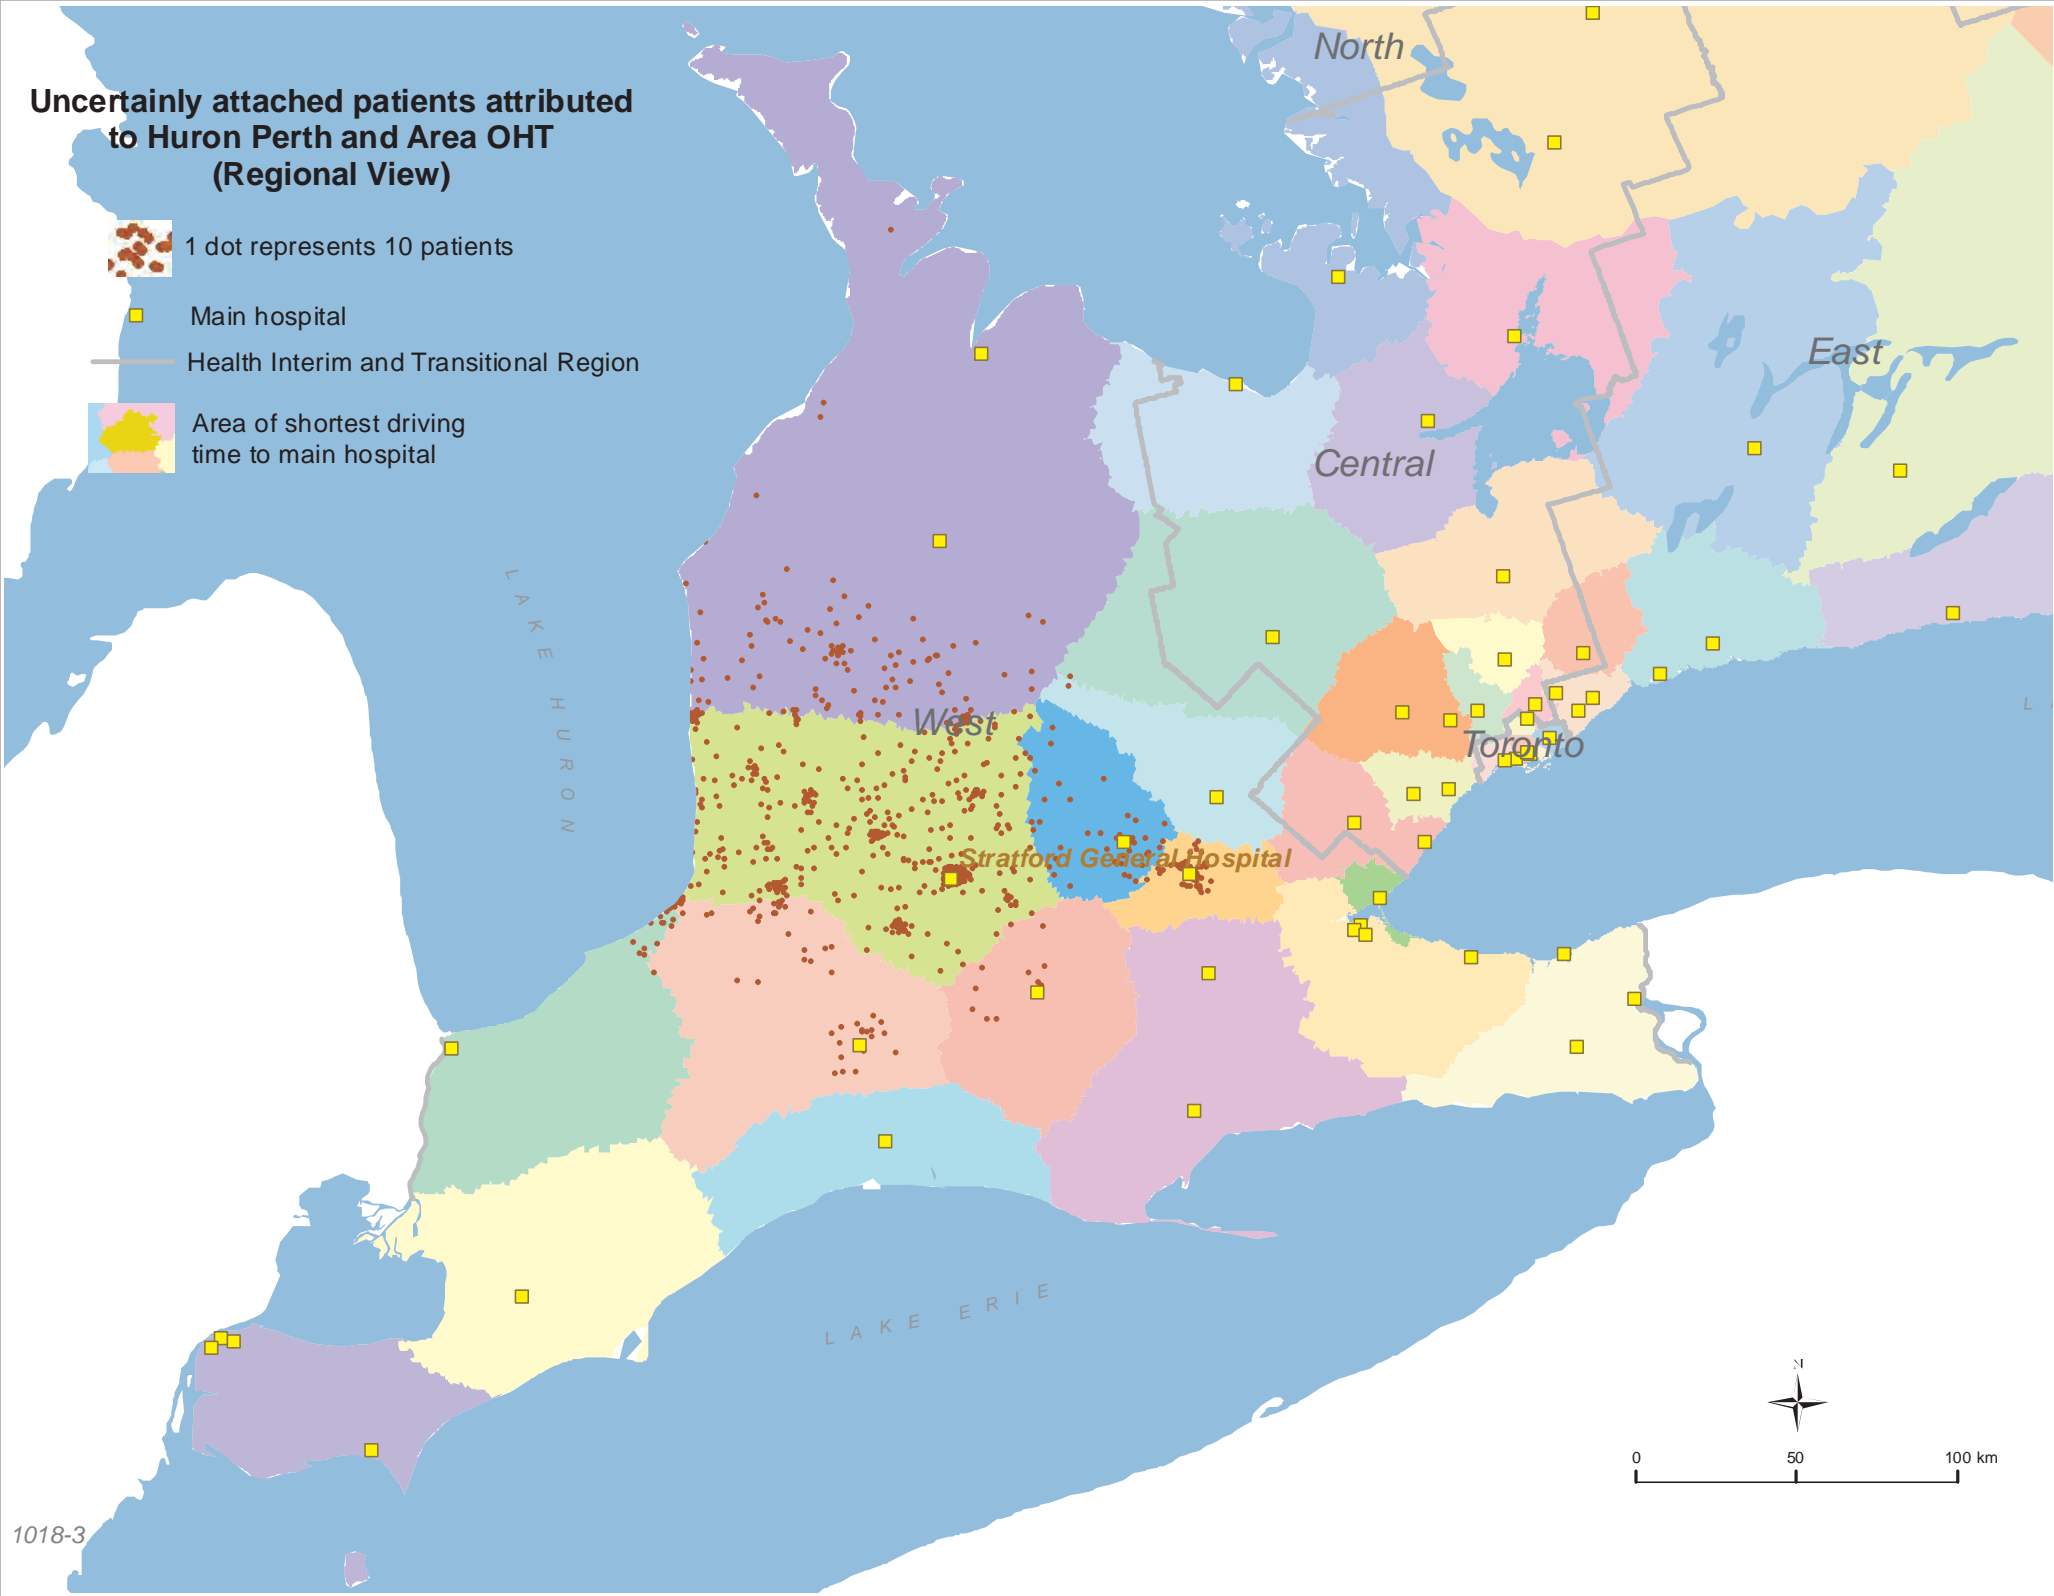 Uncertainly attached patients attributed
to Huron Perth and Area OHT
(Regional View)
1 dot represents 10 patients
Main hospital
Health Interim and Transitional Region
Area of shortest driving
time to main hospital
North
East
Central
West
Toronto
Stratford General Hospital
LAKE HURON
LAKE ERIE
L A
N
0 50 100 km
1018-3